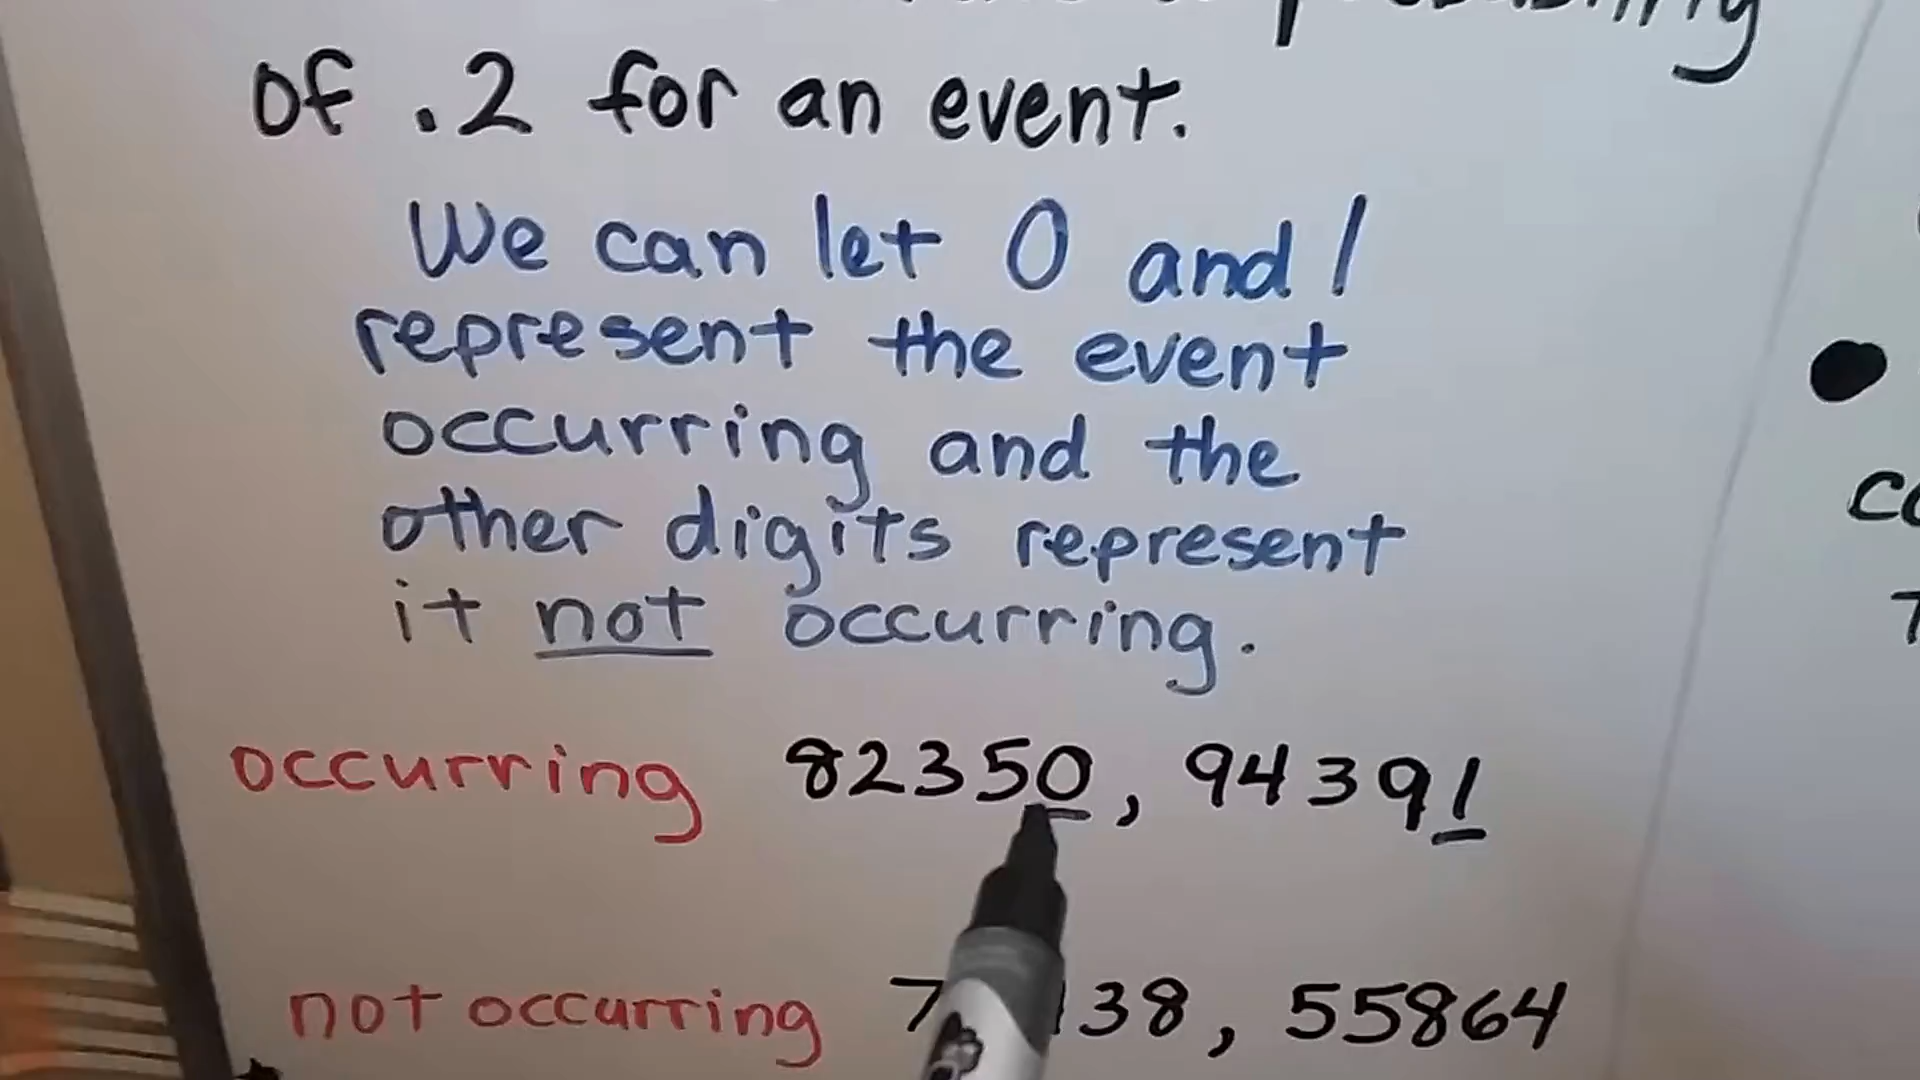 of .2 for an event.
We can let 0 and 1
represent the event
occurring and the
other digits represent
it not occurring.
occurring 82350, 94391
not occurring 7 38, 55864